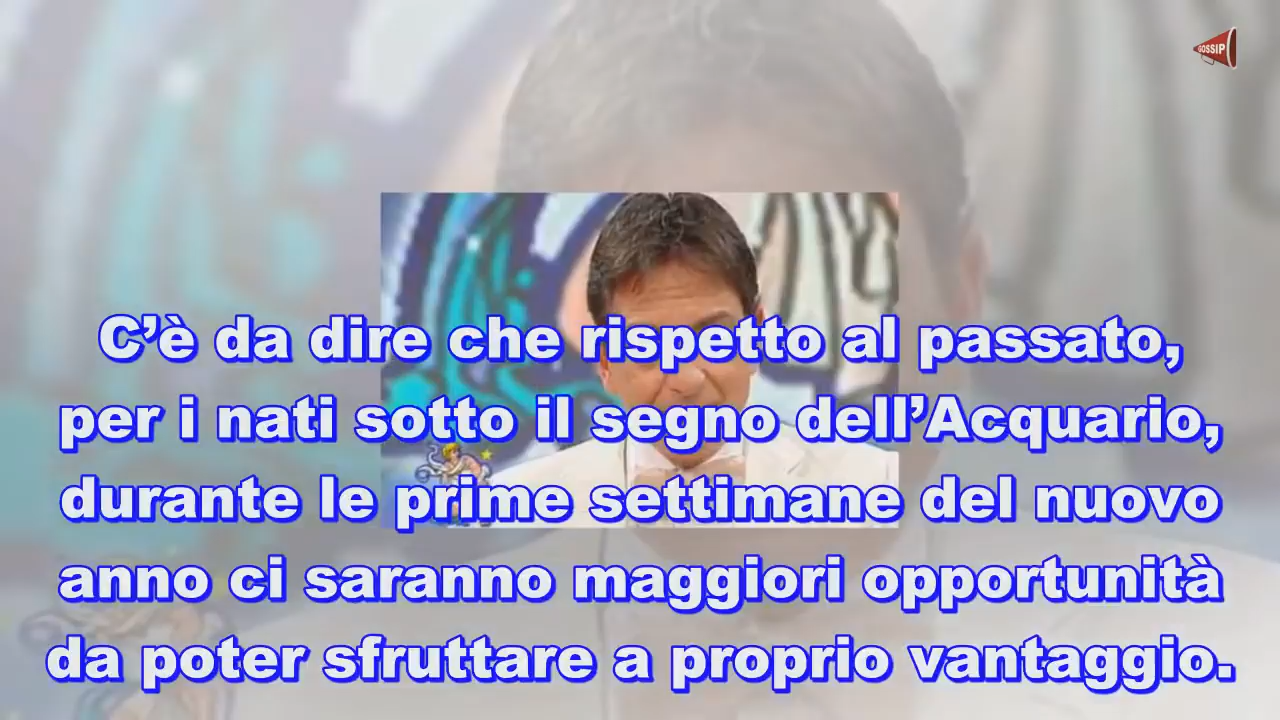 GOSSIP
C’è da dire che rispetto al passato,
per i nati sotto il segno dell’Acquario,
durante le prime settimane del nuovo
anno ci saranno maggiori opportunità
da poter sfruttare a proprio vantaggio.